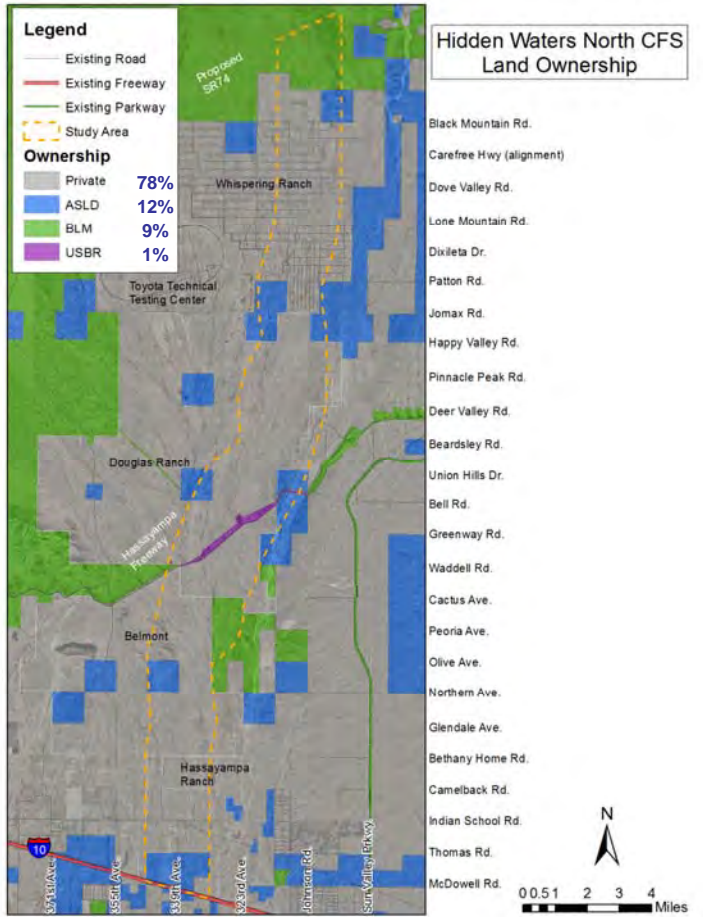 Hidden Waters North CFS
Land Ownership
Legend
Existing Road
Existing Freeway
Existing Parkway
Study Area
Ownership
Private 78%
ASLD 12%
BLM 9%
USBR 1%
Proposed
SR74
Whispering Ranch
Toyota Technical
Testing Center
Douglas Ranch
Hassayampa
Freeway
Belmont
Hassayampa
Ranch
10
371st Ave.
355th Ave.
339th Ave.
323rd Ave.
Johnson Rd.
Sun Valley Prkwy.
Black Mountain Rd.
Carefree Hwy (alignment)
Dove Valley Rd.
Lone Mountain Rd.
Dixileta Dr.
Patton Rd.
Jomax Rd.
Happy Valley Rd.
Pinnacle Peak Rd.
Deer Valley Rd.
Beardsley Rd.
Union Hills Dr.
Bell Rd.
Greenway Rd.
Waddell Rd.
Cactus Ave.
Peoria Ave.
Olive Ave.
Northern Ave.
Glendale Ave.
Bethany Home Rd.
Camelback Rd.
Indian School Rd.
Thomas Rd.
McDowell Rd.
N
0 0.5 1 2 3 4
Miles